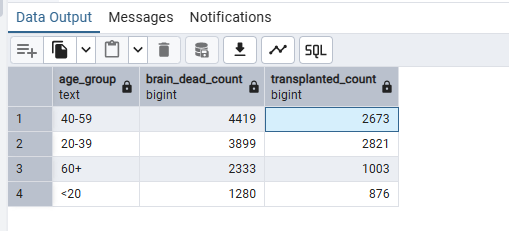 Data Output Messages Notifications
SQL
age_group brain_dead_count transplanted_count
text bigint bigint
1 40-59 4419 2673
2 20-39 3899 2821
3 60+ 2333 1003
4 <20 1280 876